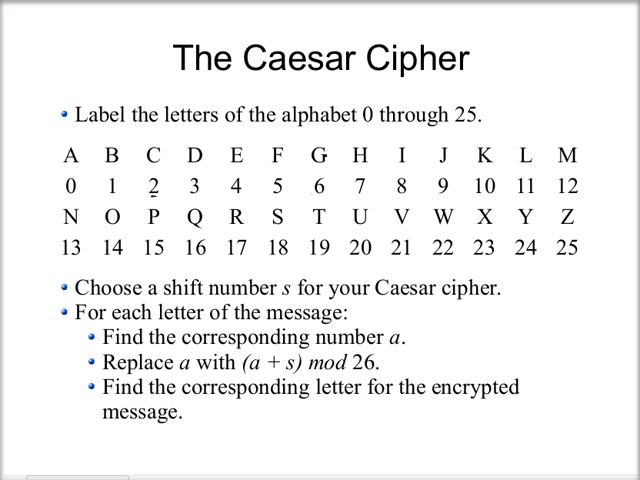 The Caesar Cipher
• Label the letters of the alphabet 0 through 25.
A B C D E F G H I J K L M
0 1 2 3 4 5 6 7 8 9 10 11 12
N O P Q R S T U V W X Y Z
13 14 15 16 17 18 19 20 21 22 23 24 25
• Choose a shift number s for your Caesar cipher.
• For each letter of the message:
• Find the corresponding number a.
• Replace a with (a + s) mod 26.
• Find the corresponding letter for the encrypted
message.